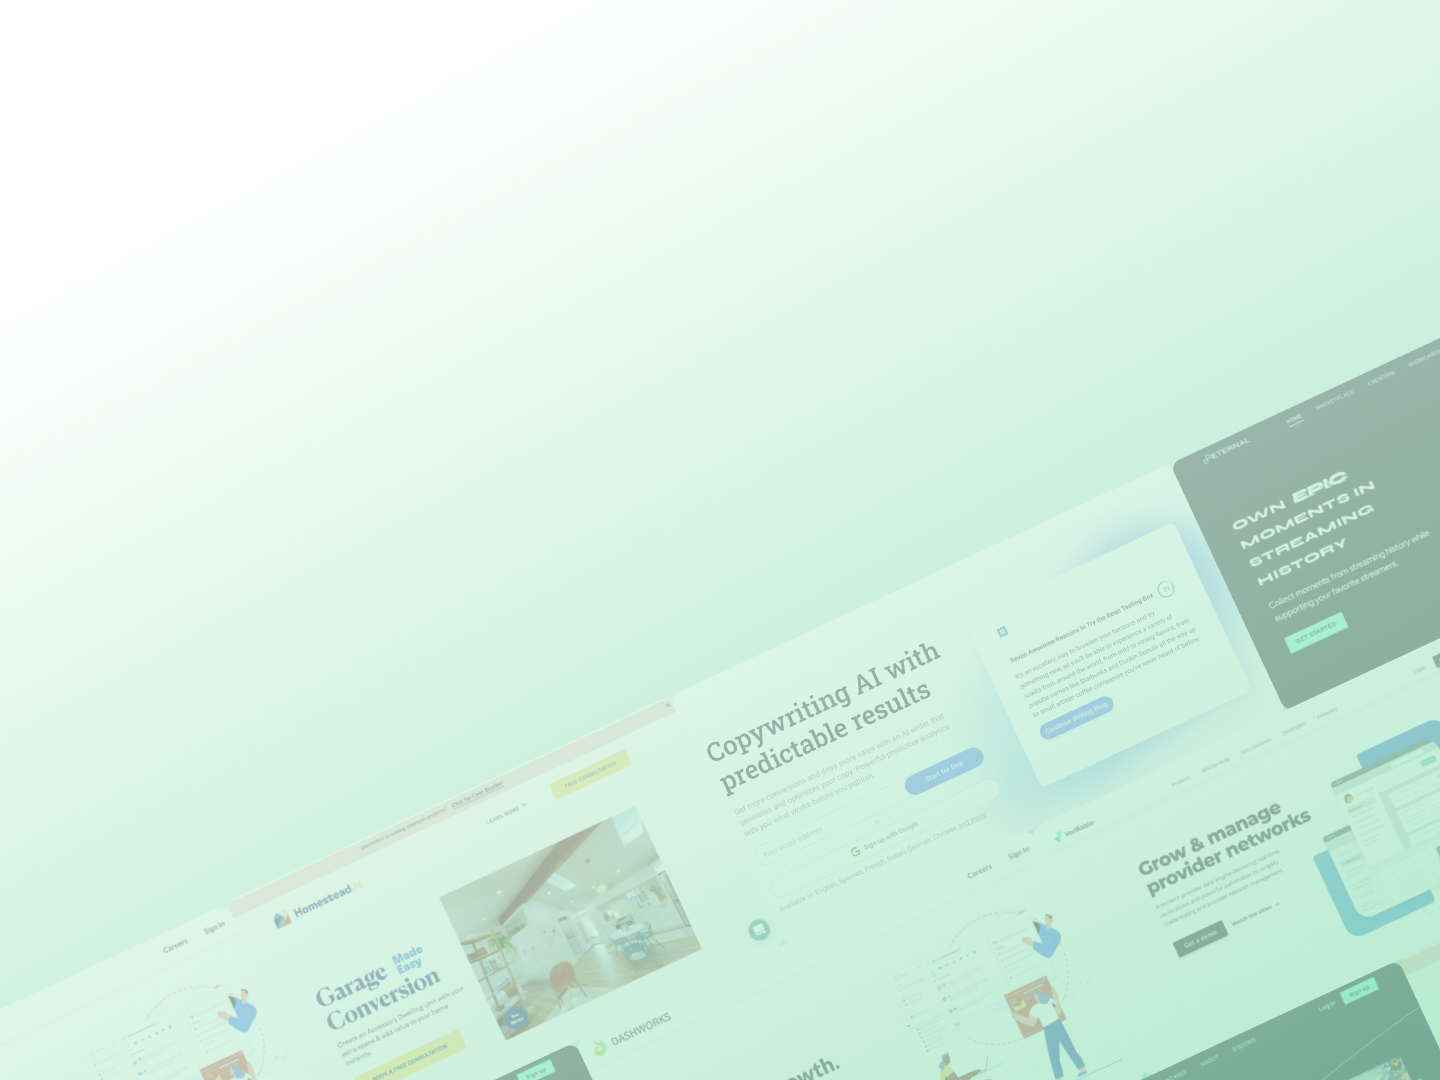 ETERNAL
HOME
MARKETPLACE
CREATORS
OWN EPIC
MOMENTS IN
STREAMING
HISTORY
Collect moments from streaming history while
supporting your favorite streamers.
GET STARTED
Copywriting AI with
predictable results
Get more conversions and drive more sales with an AI writer that
generates and optimizes your copy. Powerful predictive analytics
tells you what works before you publish.
Your email address
Start for free
Sign up with Google
Available in: English, Spanish, French, Italian, German, Chinese and more
Seven Awesome Reasons to Try the Bean Tasting Box
79
It's an excellent way to broaden your horizons and try
something new, as you'll be able to experience a variety of
roasts from around the world, from mild to strong flavors, from
popular names like Starbucks and Dunkin Donuts all the way up
to small artisan coffee companies you've never heard of before
Continue Writing Blog
Click for Case Studies
LEARN MORE
FREE CONSULTATION
Homestead
Garage Made
Easy
Conversion
Create an Accessory Dwelling Unit with your
extra space & add value to your home
instantly.
BOOK A FREE CONSULTATION
Careers
Sign In
Careers
Sign In
Verifiable
Products
Company
Login
Grow & manage
provider networks
A modern provider data engine delivering real-time
verifications and powerful automation to simplify
credentialing and provider network management.
Get a demo
Watch the video
DASHWORKS
wth.
Sign up
Log In
Sign up
ABOUT
DISCORD